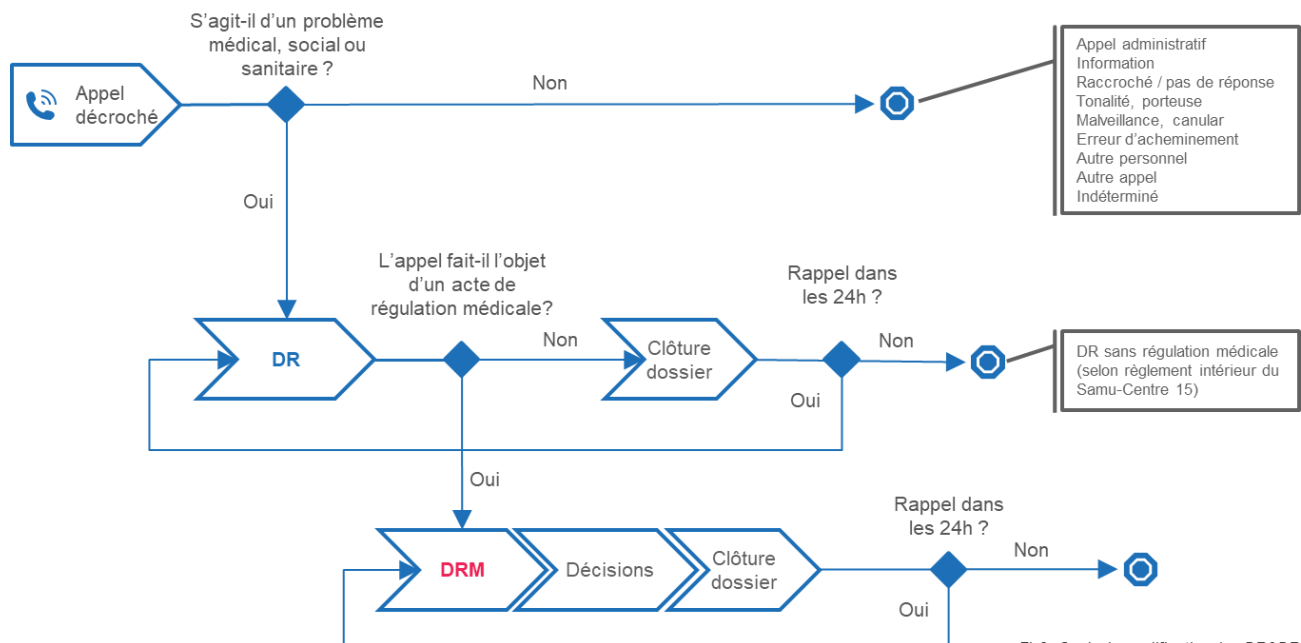 S'agit-il d'un problème
médical, social ou
sanitaire ?
Appel
décroché
Non
Appel administratif
Information
Raccroché / pas de réponse
Tonalité, porteuse
Malveillance, canular
Erreur d'acheminement
Autre personnel
Autre appel
Indéterminé
Oui
L'appel fait-il l'objet
d'un acte de
régulation médicale?
Rappel dans
les 24h ?
DR
Non
Clôture
dossier
Non
Oui
DR sans régulation médicale
(selon règlement intérieur du
Samu-Centre 15)
Oui
Rappel dans
les 24h ?
DRM
Décisions
Clôture
dossier
Non
Oui